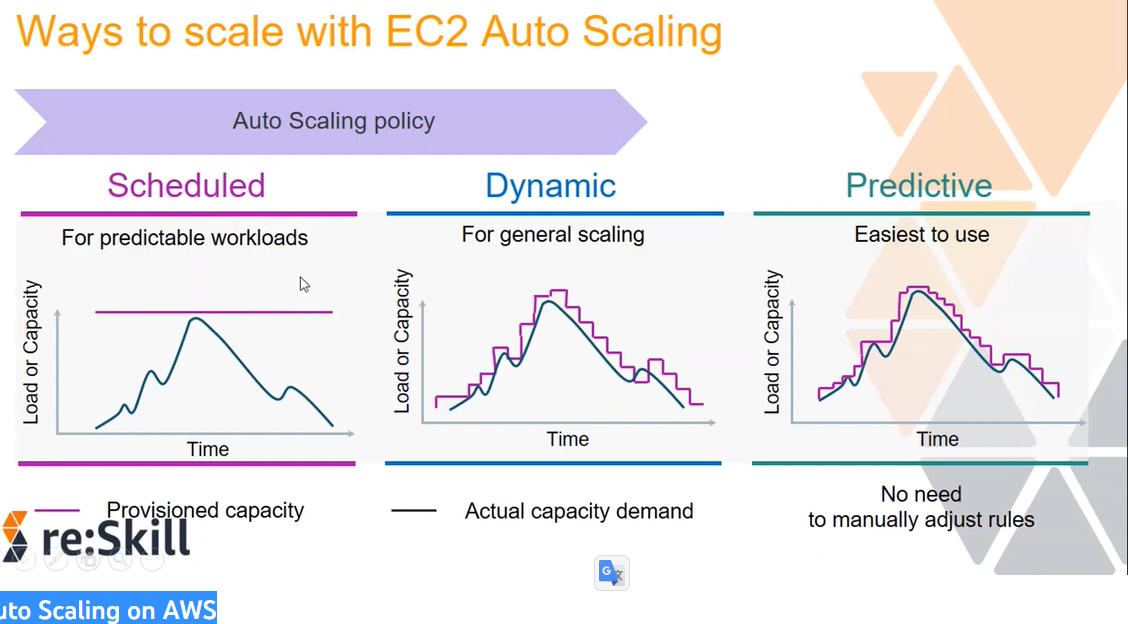 Ways to scale with EC2 Auto Scaling
Auto Scaling policy
Scheduled
For predictable workloads
Load or Capacity
Time
Dynamic
For general scaling
Load or Capacity
Time
Predictive
Easiest to use
Load or Capacity
Time
Provisioned capacity
Actual capacity demand
No need
to manually adjust rules
re:Skill
G文
uto Scaling on AWS